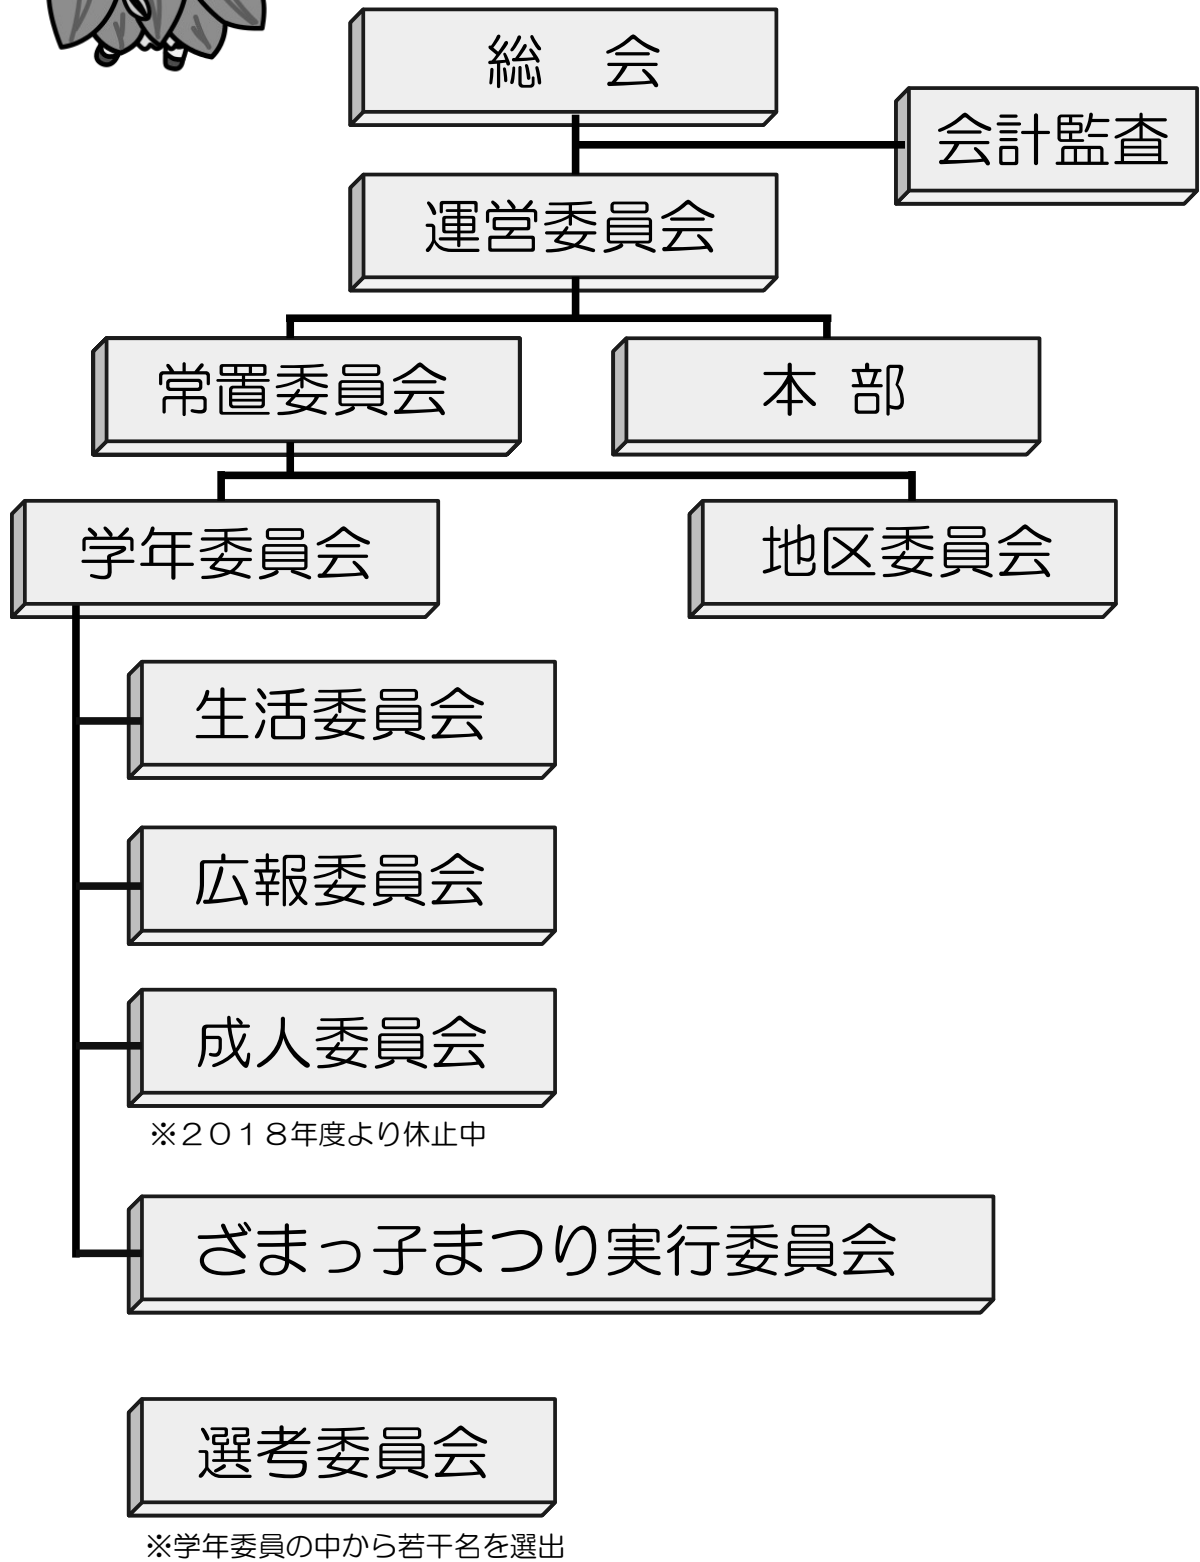 総　会
会計監査
運営委員会
常置委員会
本 部
学年委員会
地区委員会
生活委員会
広報委員会
成人委員会
※２０１８年度より休止中
ざまっ子まつり実行委員会
選考委員会
※学年委員の中から若干名を選出